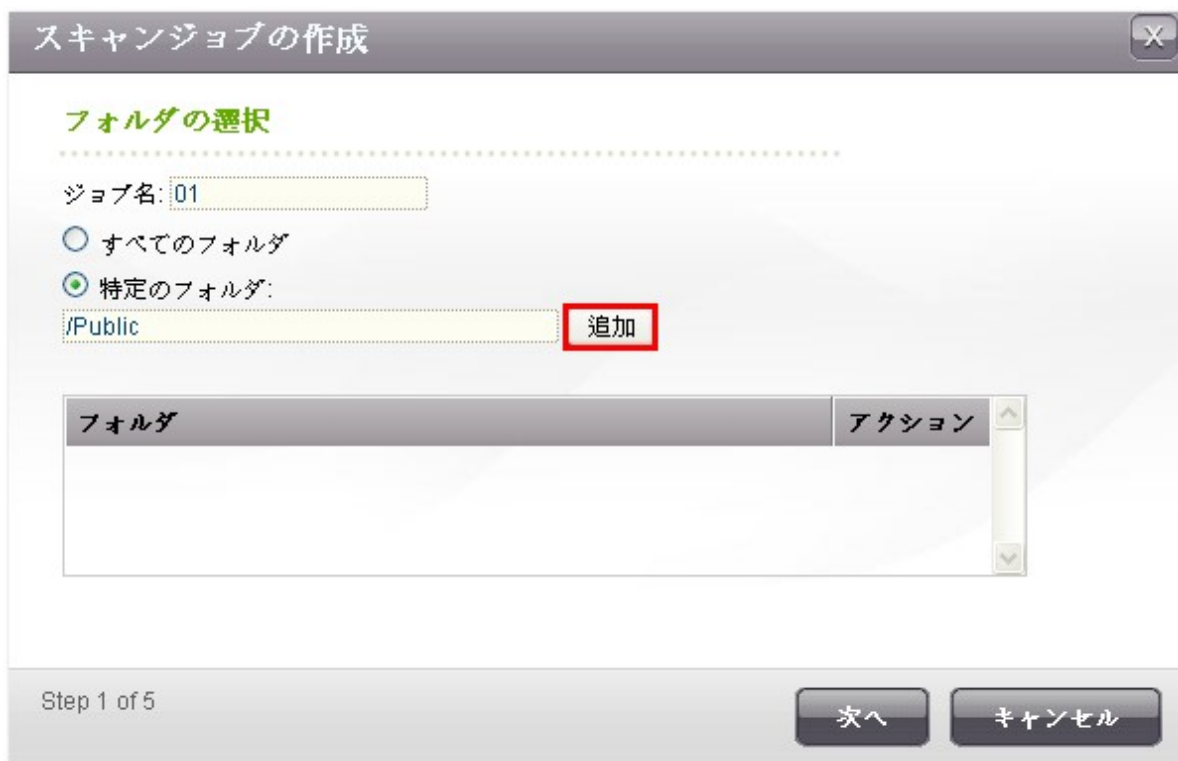 スキャンジョブの作成
X
フォルダの選択
ジョブ名: 01
すべてのフォルダ
特定のフォルダ:
/Public 追加
フォルダ アクション
Step 1 of 5 次へ キャンセル